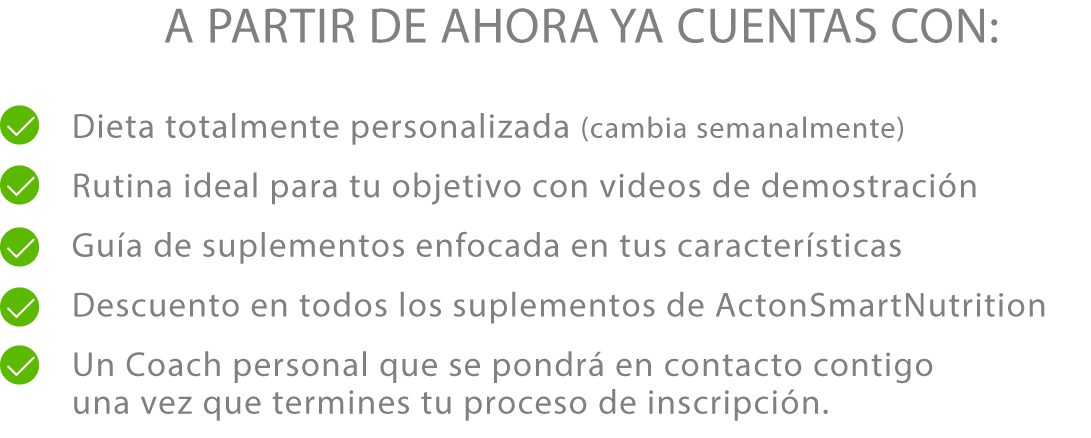 A PARTIR DE AHORA YA CUENTAS CON:
Dieta totalmente personalizada (cambia semanalmente)
Rutina ideal para tu objetivo con videos de demostración
Guía de suplementos enfocada en tus características
Descuento en todos los suplementos de ActonSmartNutrition
Un Coach personal que se pondrá en contacto contigo
una vez que termines tu proceso de inscripción.